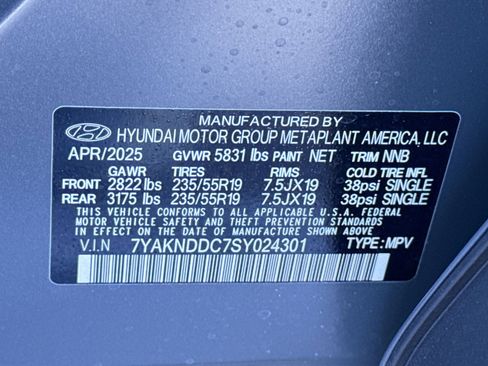 MANUFACTURED BY
HYUNDAI MOTOR GROUP METAPLANT AMERICA, LLC
APR/2025 GVWR 5831 lbs PAINT NET TRIM NNB
GAWR TIRES RIMS COLD TIRE INFL
FRONT 2822 lbs 235/55R19 7.5JX19 38psi SINGLE
REAR 3175 lbs 235/55R19 7.5JX19 38psi SINGLE
THIS VEHICLE CONFORMS TO ALL APPLICABLE U.S.A. FEDERAL
MOTOR VEHICLE SAFETY, BUMPER, AND THEFT PREVENTION
STANDARDS IN EFFECT ON THE DATE OF MANUFACTURE SHOWN ABOVE.
V.I.N 7YAKNDDC7SY024301 TYPE: MPV